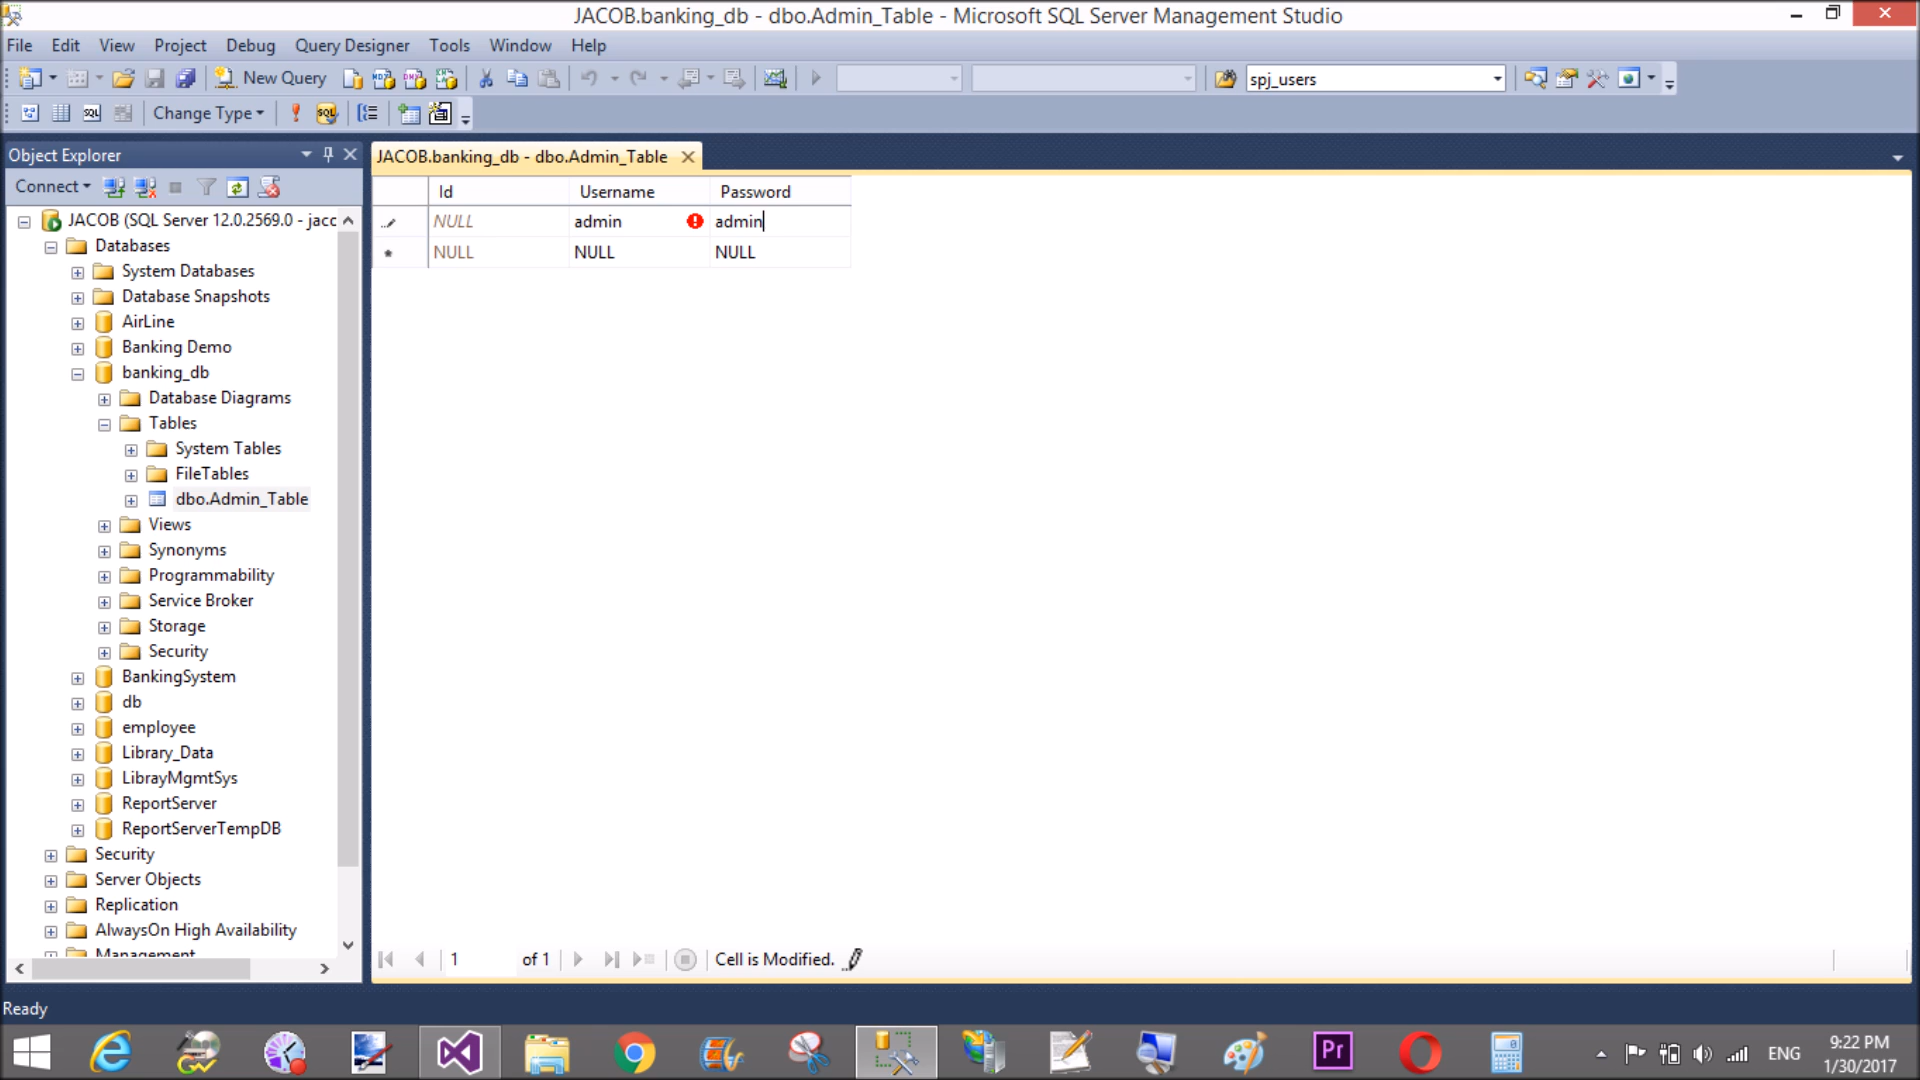 JACOB.banking_db - dbo.Admin_Table - Microsoft SQL Server Management Studio
File Edit View Project Debug Query Designer Tools Window Help
New Query spj_users
Change Type
Object Explorer
Connect
JACOB (SQL Server 12.0.2569.0 - jacc
Databases
System Databases
Database Snapshots
AirLine
Banking Demo
banking_db
Database Diagrams
Tables
System Tables
FileTables
dbo.Admin_Table
Views
Synonyms
Programmability
Service Broker
Storage
Security
BankingSystem
db
employee
Library_Data
LibrayMgmtSys
ReportServer
ReportServerTempDB
Security
Server Objects
Replication
AlwaysOn High Availability
Management
JACOB.banking_db - dbo.Admin_Table
Id Username Password
NULL admin admin
NULL NULL NULL
1 of 1 Cell is Modified.
Ready
Pr
ENG
9:22 PM
1/30/2017